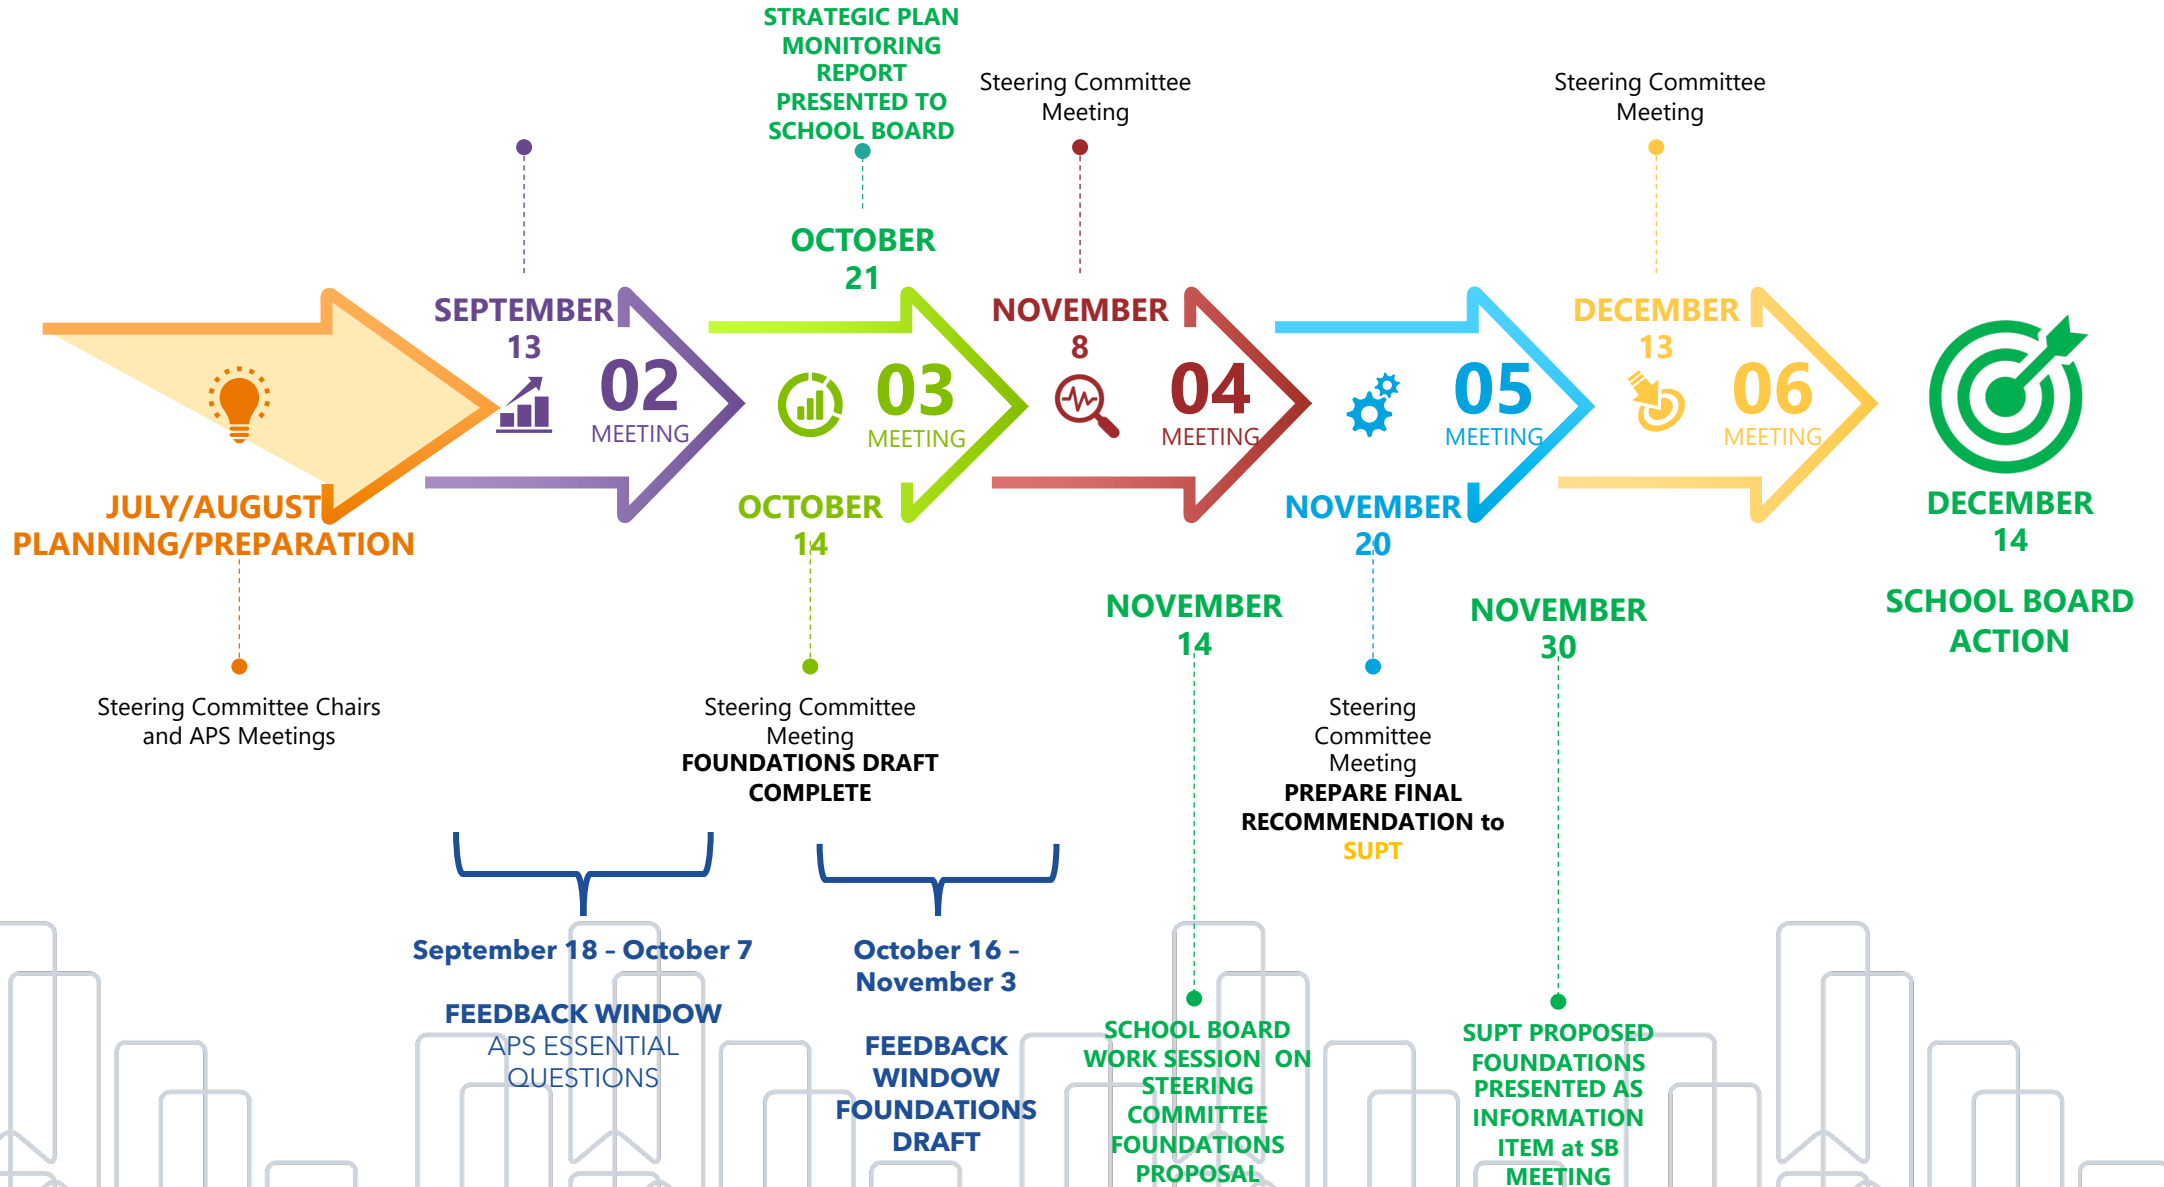 STRATEGIC PLAN
MONITORING
REPORT
PRESENTED TO
SCHOOL BOARD
Steering Committee
Meeting
Steering Committee
Meeting
OCTOBER
21
SEPTEMBER
13
NOVEMBER
8
DECEMBER
13
02
MEETING
03
MEETING
04
MEETING
05
MEETING
06
MEETING
JULY/AUGUST
PLANNING/PREPARATION
OCTOBER
14
NOVEMBER
20
DECEMBER
14
SCHOOL BOARD
ACTION
NOVEMBER
14
NOVEMBER
30
Steering Committee Chairs
and APS Meetings
Steering Committee
Meeting
FOUNDATIONS DRAFT
COMPLETE
Steering
Committee
Meeting
PREPARE FINAL
RECOMMENDATION to
SUPT
September 18 – October 7
FEEDBACK WINDOW
APS ESSENTIAL
QUESTIONS
October 16 –
November 3
FEEDBACK
WINDOW
FOUNDATIONS
DRAFT
SCHOOL BOARD
WORK SESSION ON
STEERING
COMMITTEE
FOUNDATIONS
PROPOSAL
SUPT PROPOSED
FOUNDATIONS
PRESENTED AS
INFORMATION
ITEM at SB
MEETING